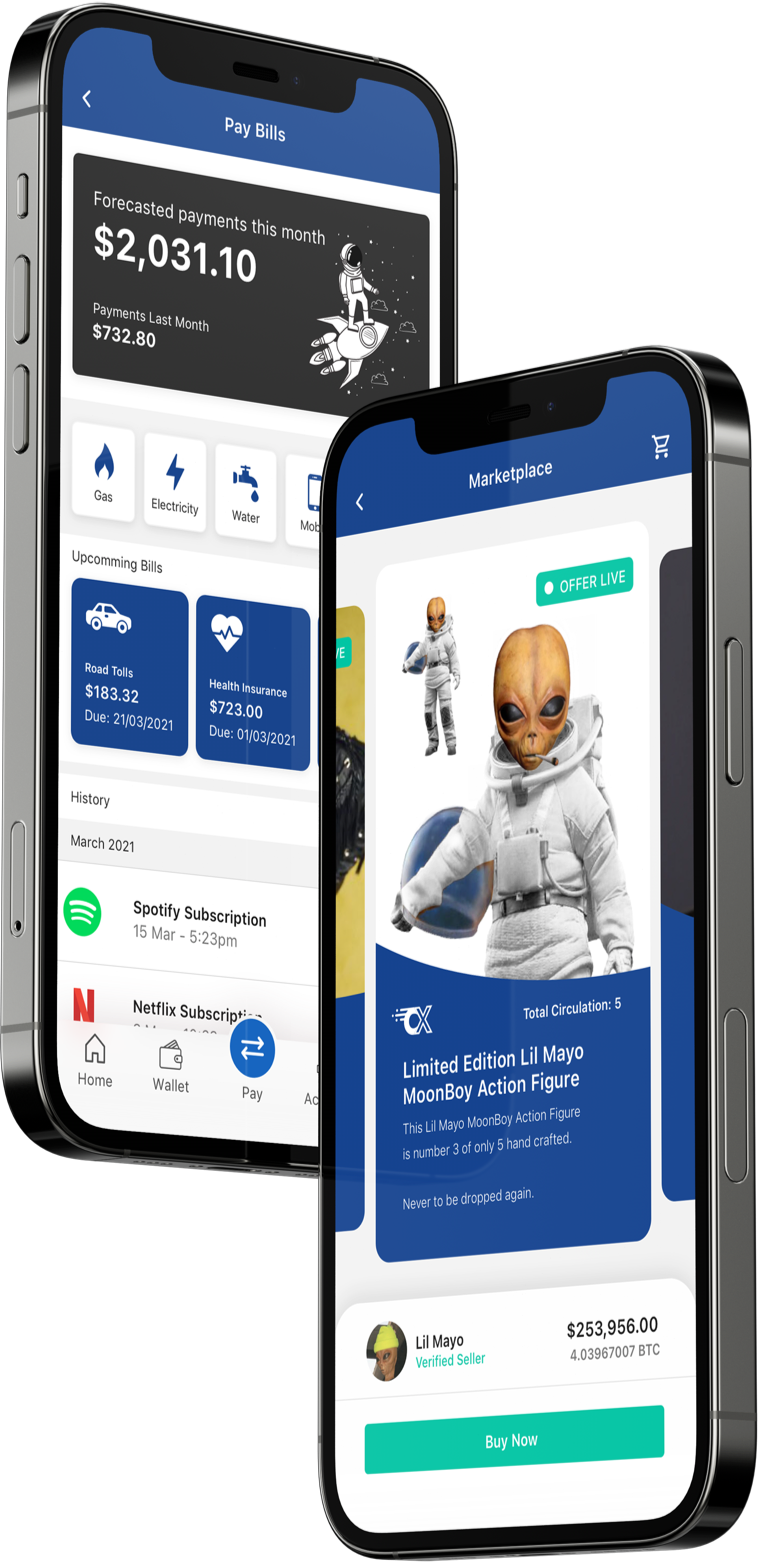 Pay Bills
Forecasted payments this month
$2,031.10
Payments Last Month
$732.80
Gas
Electricity
Water
Upcomming Bills
Road Tolls
$183.32
Due: 21/03/2021
Health Insurance
$723.00
Due: 01/03/2021
History
March 2021
Spotify Subscription
15 Mar - 5:23pm
N
Netflix Subscription
Home
Wallet
Pay
Marketplace
OFFER LIVE
VE
Total Circulation: 5
Limited Edition Lil Mayo
MoonBoy Action Figure
This Lil Mayo MoonBoy Action Figure
is number 3 of only 5 hand crafted.
Never to be dropped again.
Lil Mayo
Verified Seller
$253,956.00
4.03967007 BTC
Buy Now